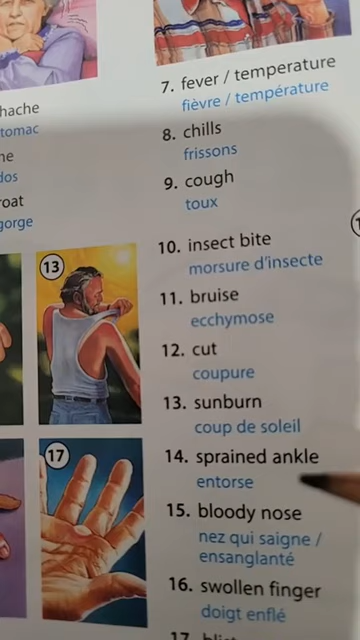 hache
tomac
dos
gorge
7. fever / temperature
fièvre / température
8. chills
frissons
9. cough
toux
10. insect bite
morsure d'insecte
11. bruise
ecchymose
12. cut
coupure
13. sunburn
coup de soleil
14. sprained ankle
entorse
15. bloody nose
nez qui saigne /
ensanglanté
16. swollen finger
doigt enflé
17.
13
17